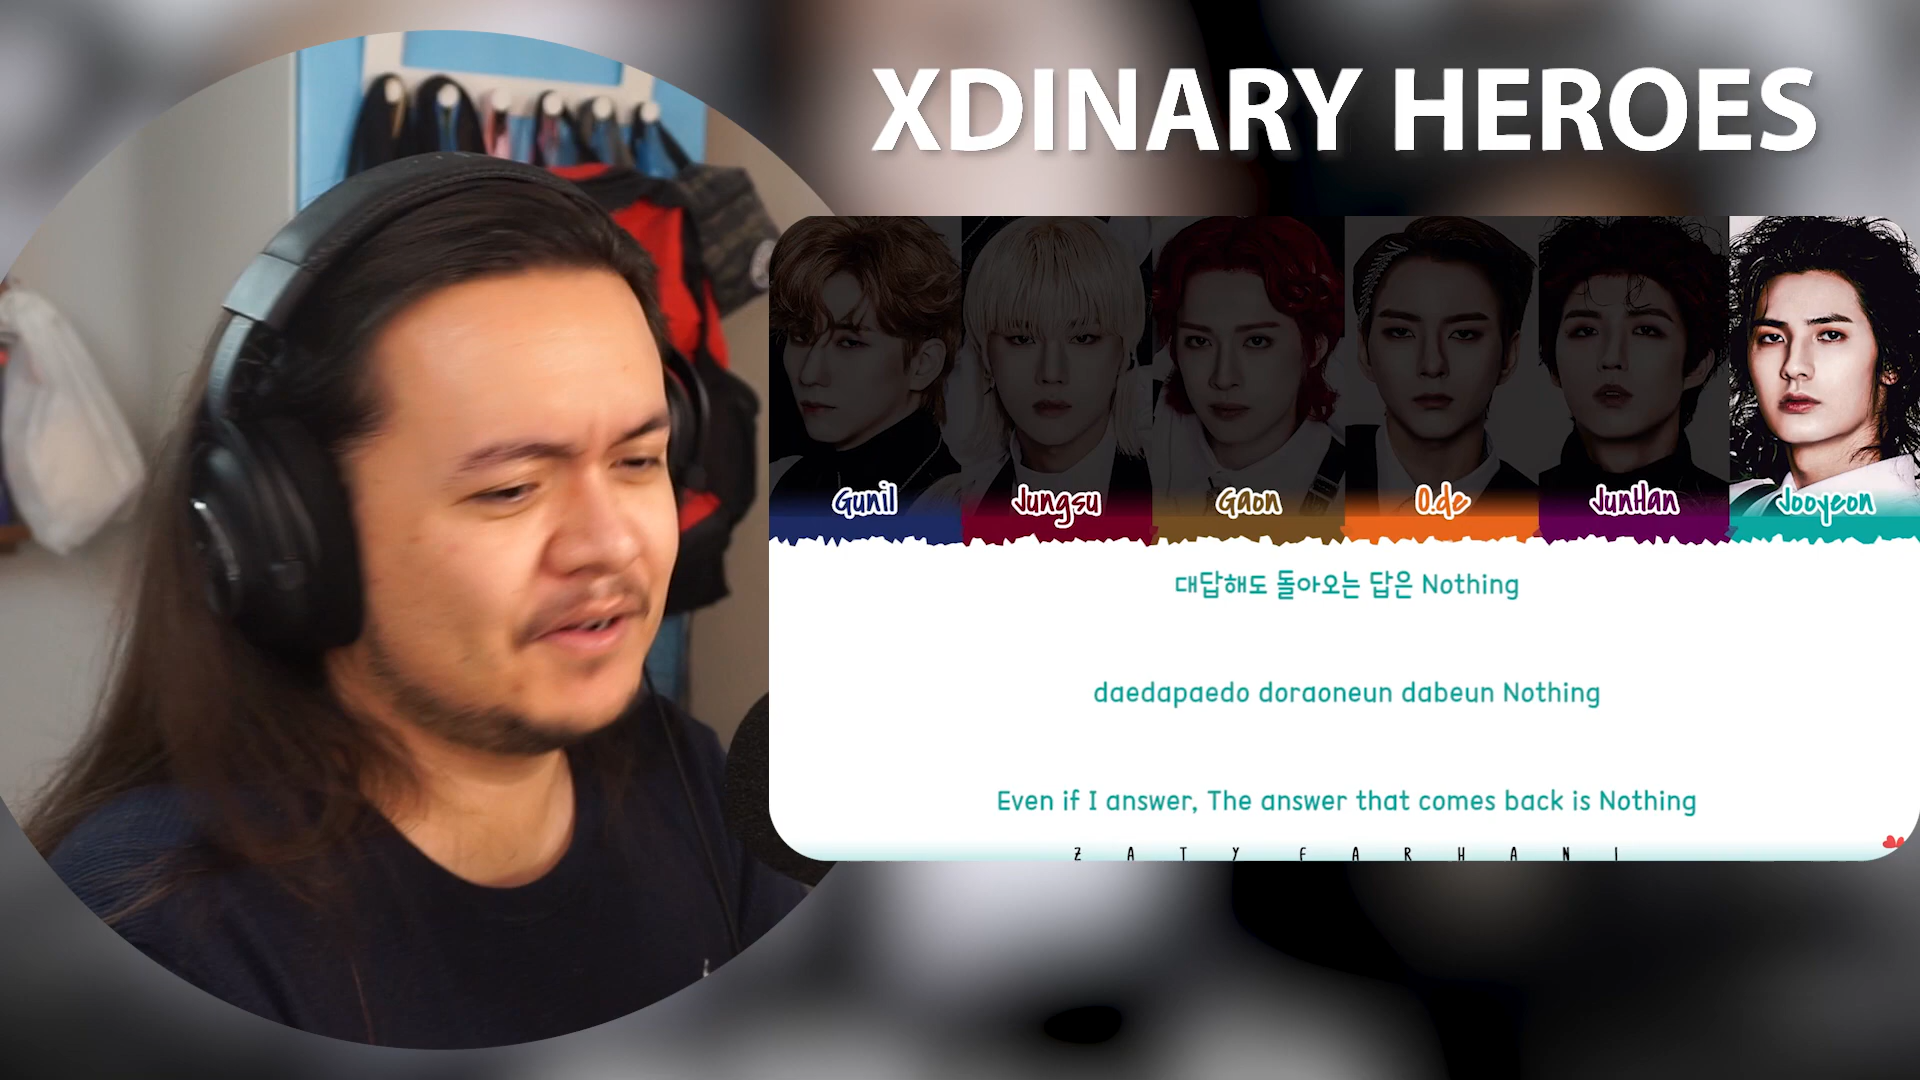 XDINARY HEROES
Gunil Jungsu Gaon O.de JunHan Jooyeon
대답해도 돌아오는 답은 Nothing
daedapaedo doraoneun dabeun Nothing
Even if I answer, The answer that comes back is Nothing
ZATY FARHANI